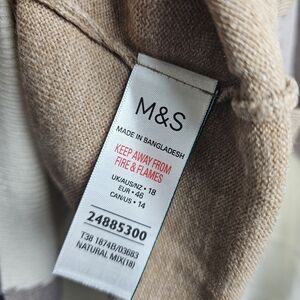 M&S
MADE IN BANGLADESH
KEEP AWAY FROM
FIRE & FLAMES
UK/AUS/NZ • 18
EUR • 46
CAN/US • 14
24885300
T38 1874B/03683
NATURAL MIX(18)